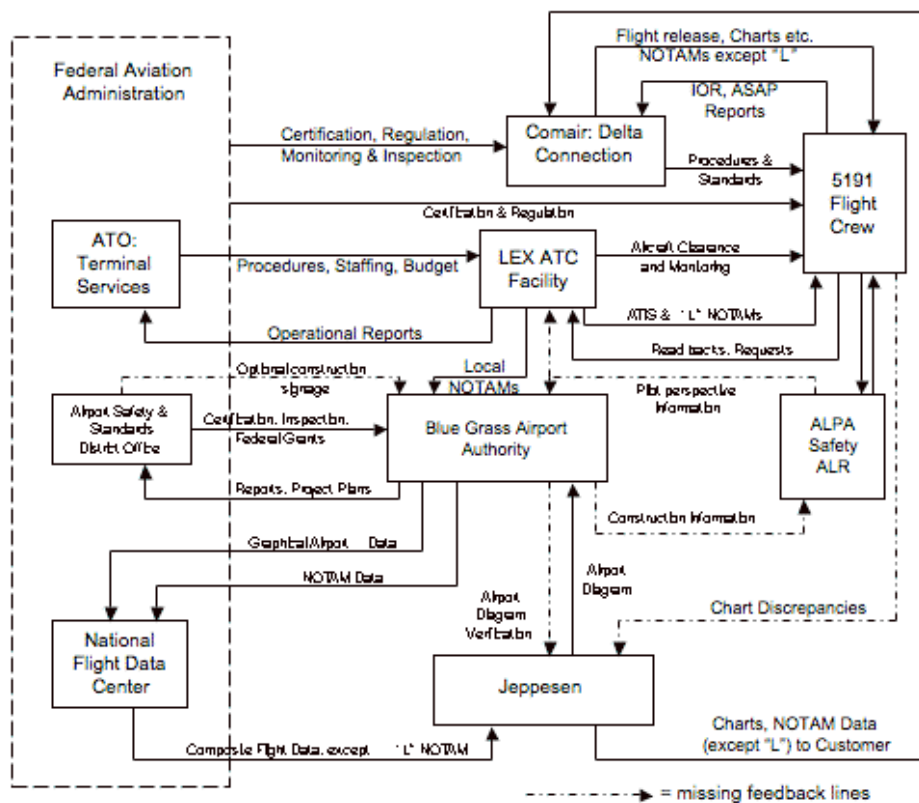 Flight release, Charts etc.
NOTAMs except "L"
Federal Aviation
Administration
IOR, ASAP
Reports
Certification, Regulation,
Monitoring & Inspection
Comair: Delta
Connection
Procedures &
Standards
5191
Flight
Crew
Certification & Regulation
ATO:
Terminal
Services
Procedures, Staffing, Budget
LEX ATC
Facility
Aircraft Clearance
and Monitoring
ATIS & "L" NOTAMs
Operational Reports
Read backs, Requests
Local
NOTAMs
Optional construction
signage
Pilot perspective
information
Airport Safety &
Standards
District Office
Certification, Inspection,
Federal Grants
Blue Grass Airport
Authority
ALPA
Safety
ALR
Reports, Project Plans
Construction Information
Graphical Airport Data
NOTAM Data
Airport
Diagram
Verification
Airport
Diagram
Chart Discrepancies
National
Flight Data
Center
Jeppesen
Charts, NOTAM Data
(except "L") to Customer
Composite Flight Data, except "L" NOTAM
= missing feedback lines